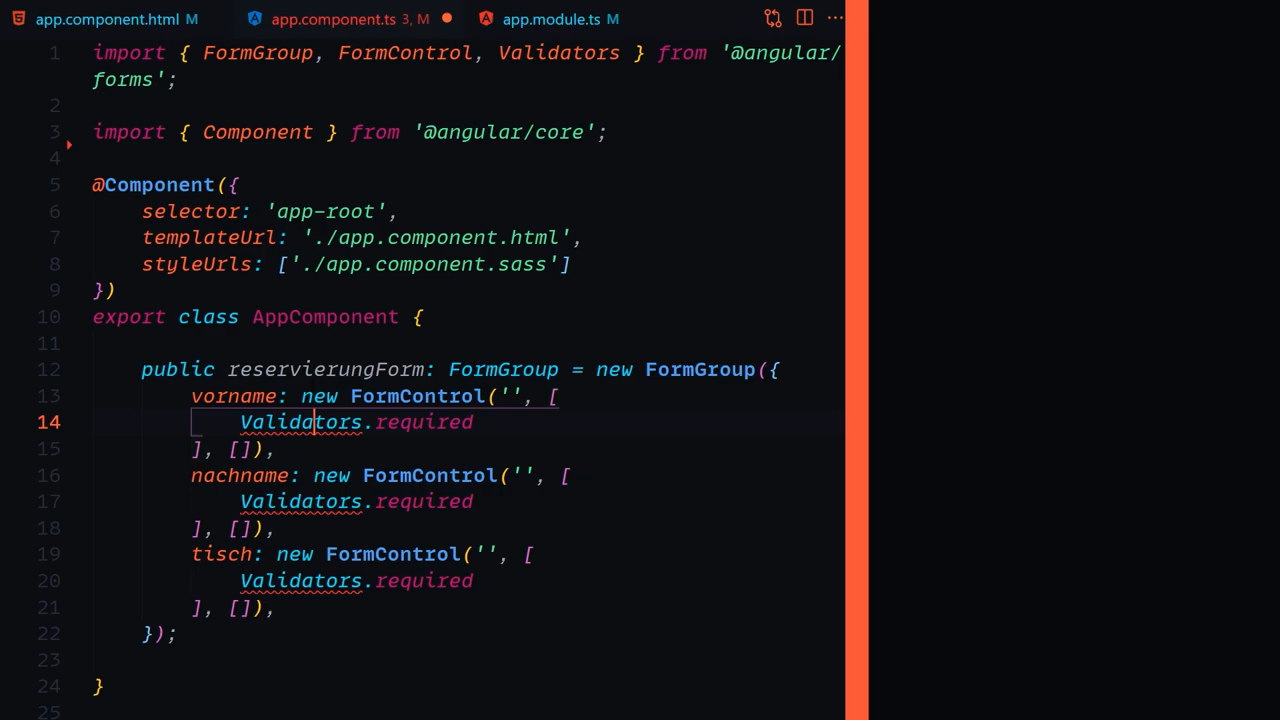 app.component.html M app.component.ts 3, M app.module.ts M ...
1 import { FormGroup, FormControl, Validators } from '@angular/
forms';
2
3 import { Component } from '@angular/core';
4
5 @Component({
6 selector: 'app-root',
7 templateUrl: './app.component.html',
8 styleUrls: ['./app.component.sass']
9 })
10 export class AppComponent {
11
12 public reservierungForm: FormGroup = new FormGroup({
13 vorname: new FormControl('', [
14 Validators.required
15 ], []),
16 nachname: new FormControl('', [
17 Validators.required
18 ], []),
19 tisch: new FormControl('', [
20 Validators.required
21 ], []),
22 });
23
24 }
25